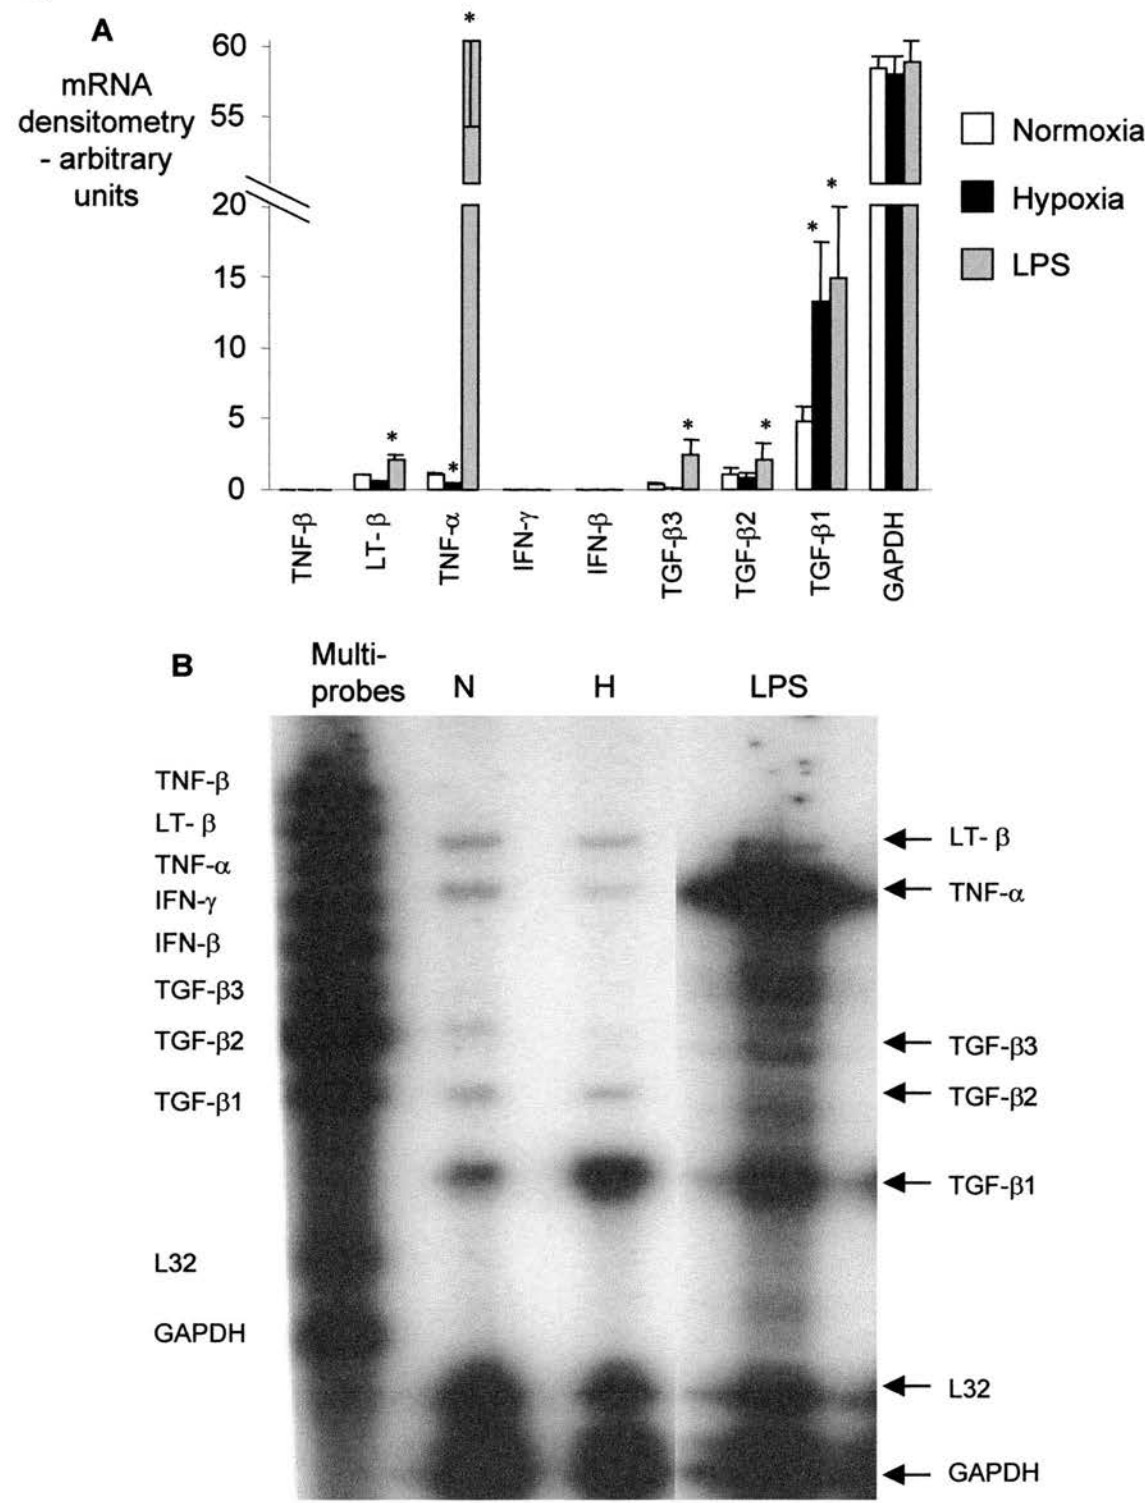 A
mRNA
densitometry
- arbitrary
units
60
55
20
15
10
5
0
*
*
*
*
*
*
*
Normoxia
Hypoxia
LPS
TNF-β
LT- β
TNF-α
IFN-γ
IFN-β
TGF-β3
TGF-β2
TGF-β1
GAPDH
B
Multi-
probes
N
H
LPS
TNF-β
LT- β
TNF-α
IFN-γ
IFN-β
TGF-β3
TGF-β2
TGF-β1
L32
GAPDH
LT- β
TNF-α
TGF-β3
TGF-β2
TGF-β1
L32
GAPDH